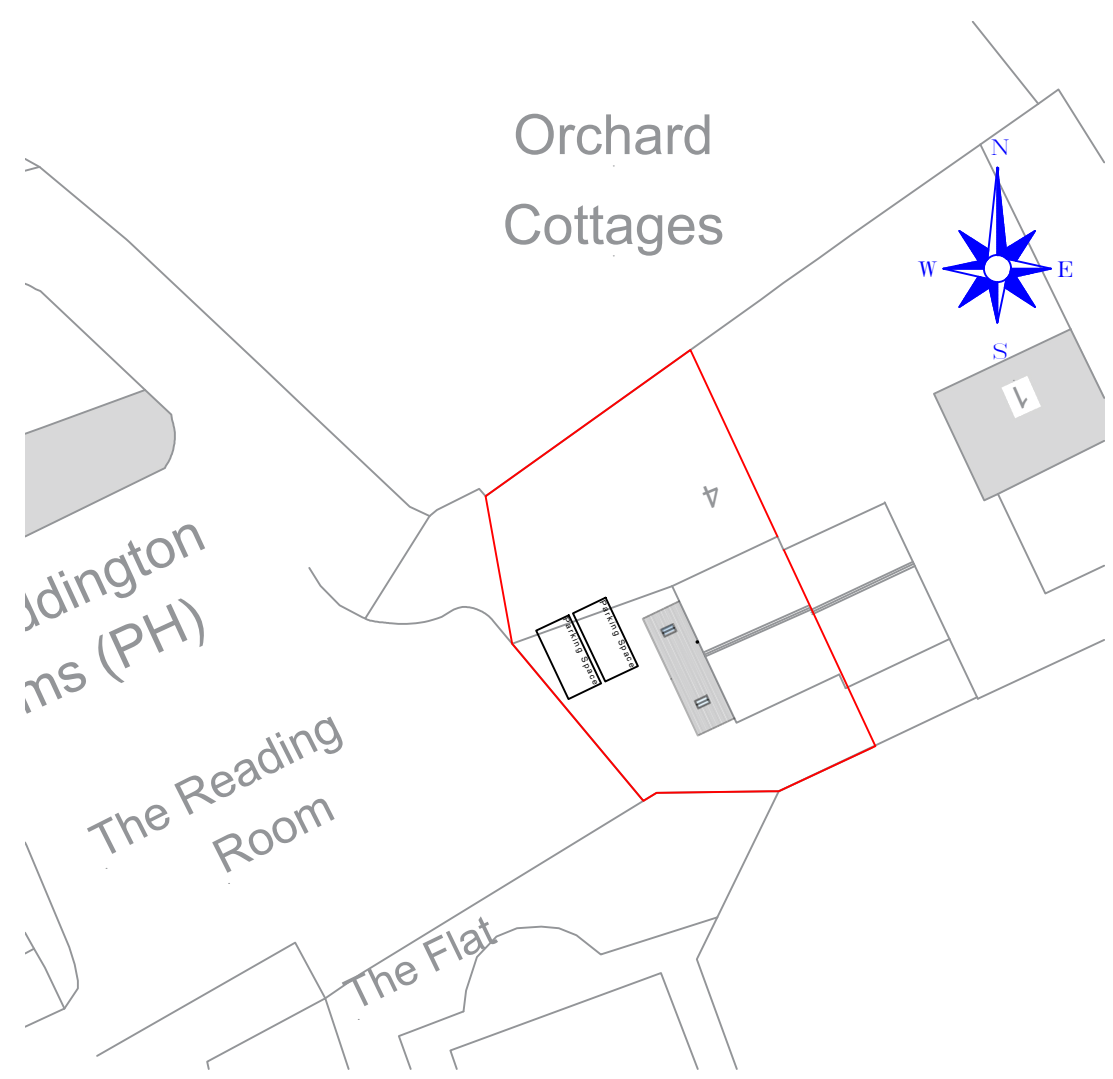 Orchard
Cottages
N
W
E
S
1
4
ddington
ms (PH)
Parking Space
Parking Space
The Reading
Room
The Flat